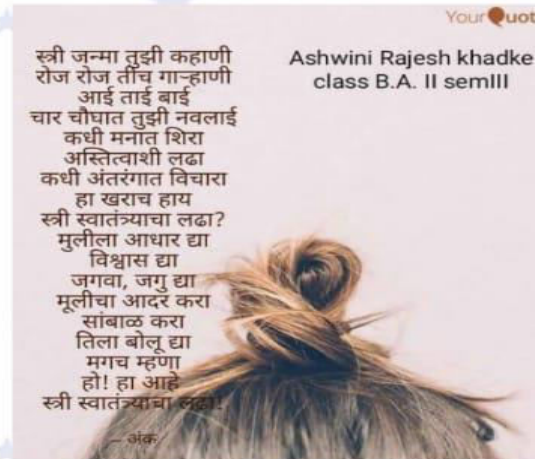 YourQuot
Ashwini Rajesh khadke
class B.A. II semIII
स्त्री जन्मा तुझी कहाणी
रोज रोज तीच गाऱ्हाणी
आई ताई बाई
चार चौघात तुझी नवलाई
कधी मनात शिरा
अस्तित्वाशी लढा
कधी अंतरंगात विचारा
हा खराच हाय
स्त्री स्वातंत्र्याचा लढा?
मुलीला आधार द्या
विश्वास द्या
जगवा, जगु द्या
मूलीचा आदर करा
सांबाळ करा
तिला बोलू द्या
मगच म्हणा
हो! हा आहे
स्त्री स्वातंत्र्याचा लढा!
– अंक